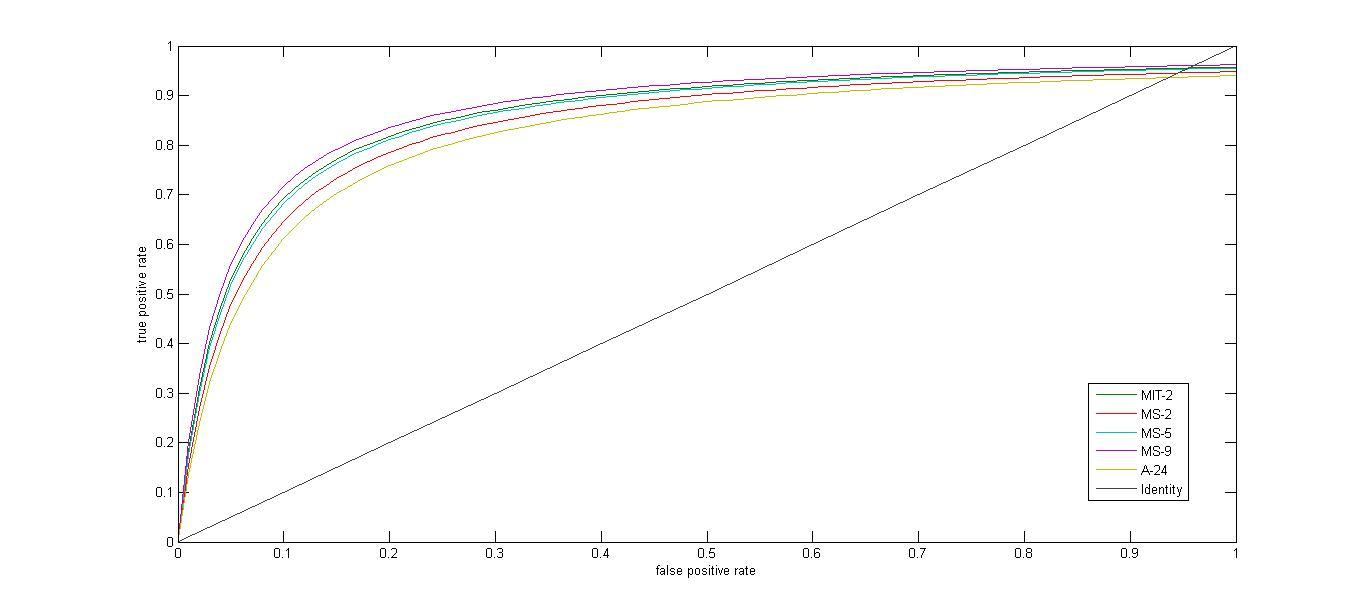 1
0.9
0.8
0.7
0.6
0.5
0.4
0.3
0.2
0.1
0
true positive rate
0 0.1 0.2 0.3 0.4 0.5 0.6 0.7 0.8 0.9 1
false positive rate
MIT-2
MS-2
MS-5
MS-9
A-24
Identity